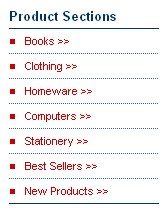 Product Sections
Books >>
Clothing >>
Homeware >>
Computers >>
Stationery >>
Best Sellers >>
New Products >>